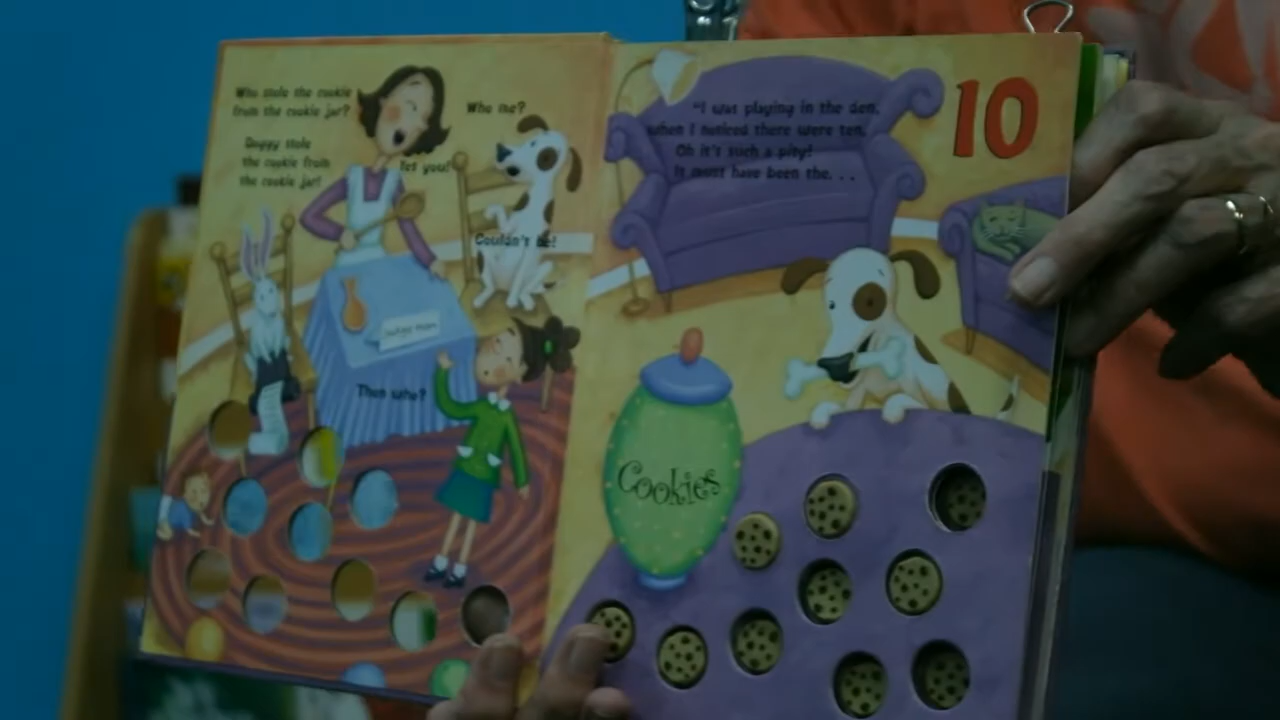 Who stole the cookie
from the cookie jar?
Doggy stole
the cookie from
the cookie jar!
Who me?
Yes you!
Couldn't be!
Then who?
"I was playing in the den,
when I noticed there were ten.
Oh it's such a pity!
It must have been the. . .
10
Cookies